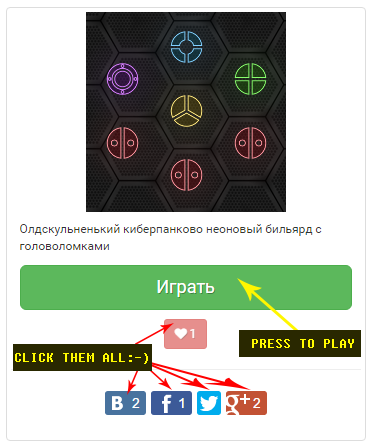 Олдскульненький киберпанково неоновый бильярд с
головоломками
Играть
1
PRESS TO PLAY
CLICK THEM ALL:-)
B 2
f 1
g+ 2